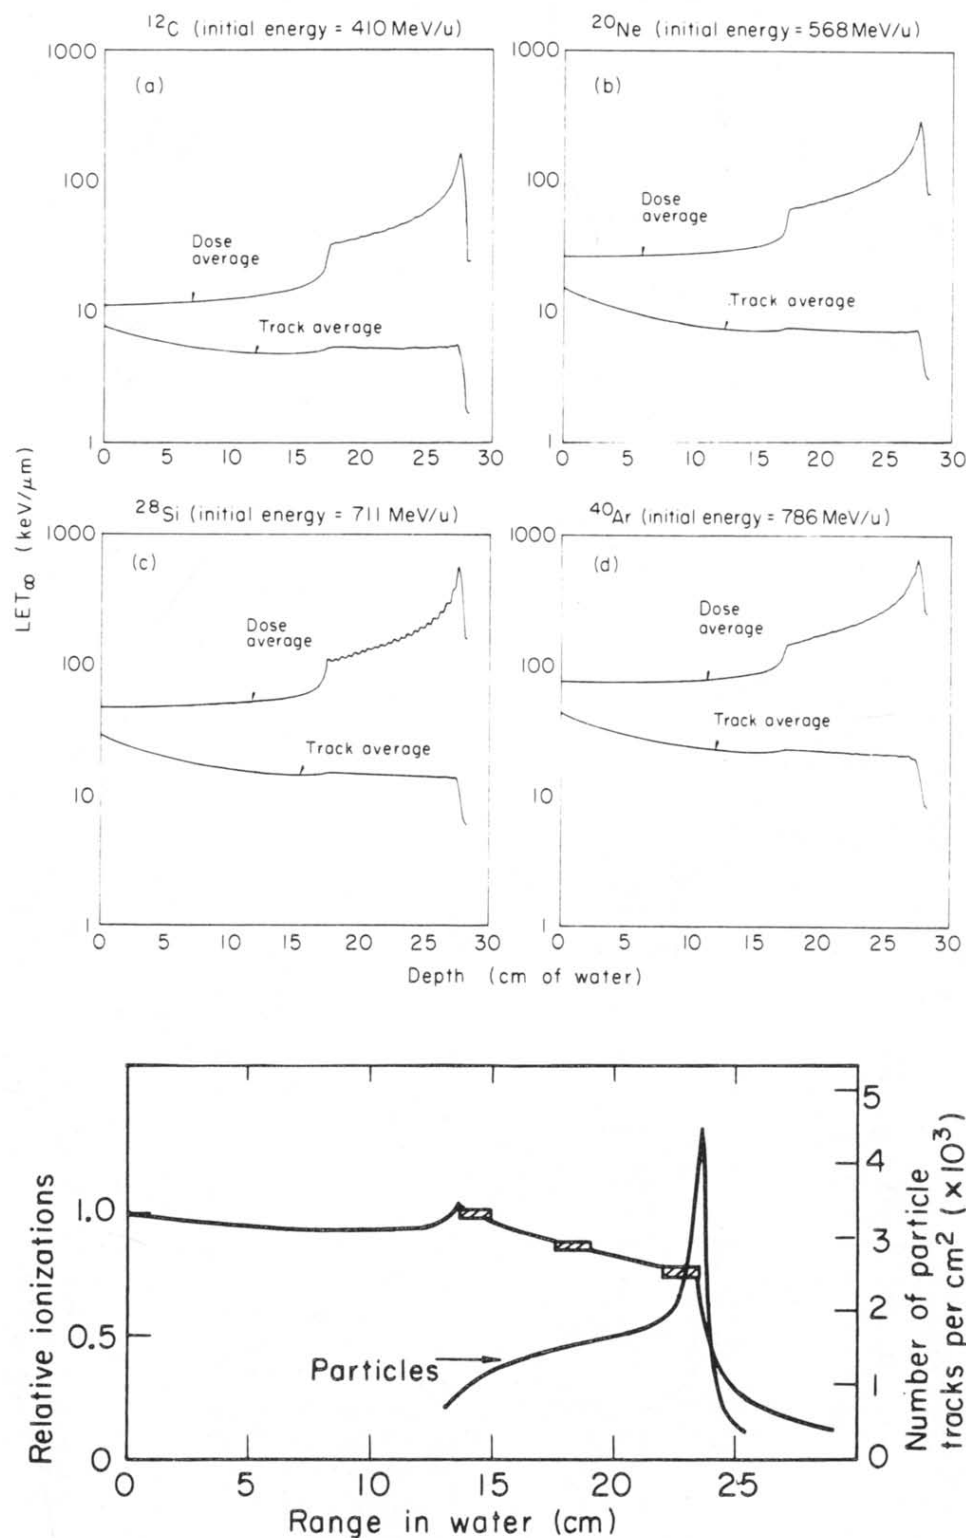 ¹²C (initial energy = 410 MeV/u)
²⁰Ne (initial energy = 568 MeV/u)
1000
(a)
100
Dose
average
10
Track average
1
0 5 10 15 20 25 30
1000
(b)
100
Dose
average
10
Track average
1
0 5 10 15 20 25 30
LET∞ (keV/μm)
²⁸Si (initial energy = 711 MeV/u)
⁴⁰Ar (initial energy = 786 MeV/u)
1000
(c)
Dose
average
100
Track average
10
1
0 5 10 15 20 25 30
1000
(d)
Dose
average
100
Track average
10
1
0 5 10 15 20 25 30
Depth (cm of water)
Relative ionizations
1.0
0.5
0
Particles
5
4
3
2
1
0
Number of particle
tracks per cm² (×10³)
0 5 10 15 20 25
Range in water (cm)